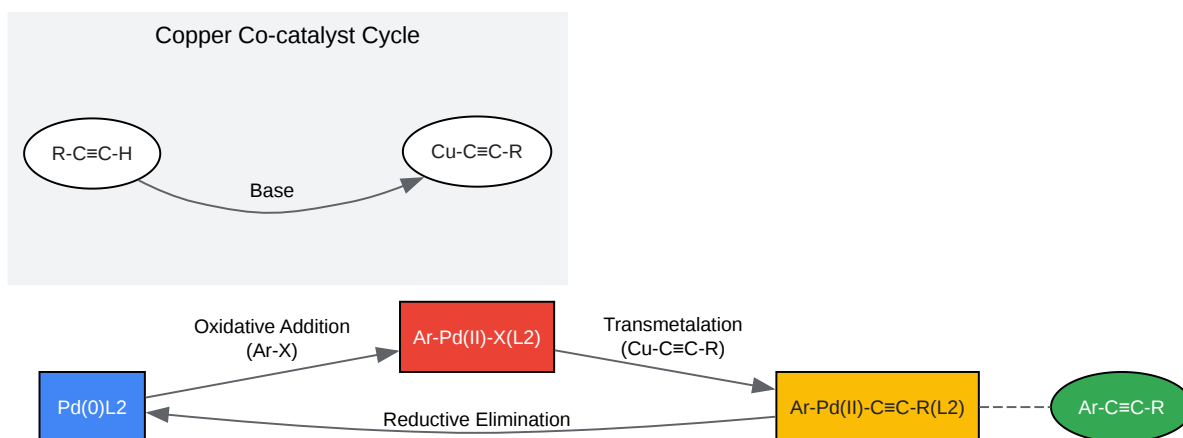 Copper Co-catalyst Cycle
R-C≡C-H
Cu-C≡C-R
Base
Oxidative Addition
(Ar-X)
Ar-Pd(II)-X(L2)
Transmetalation
(Cu-C≡C-R)
Pd(0)L2
Reductive Elimination
Ar-Pd(II)-C≡C-R(L2)
Ar-C≡C-R